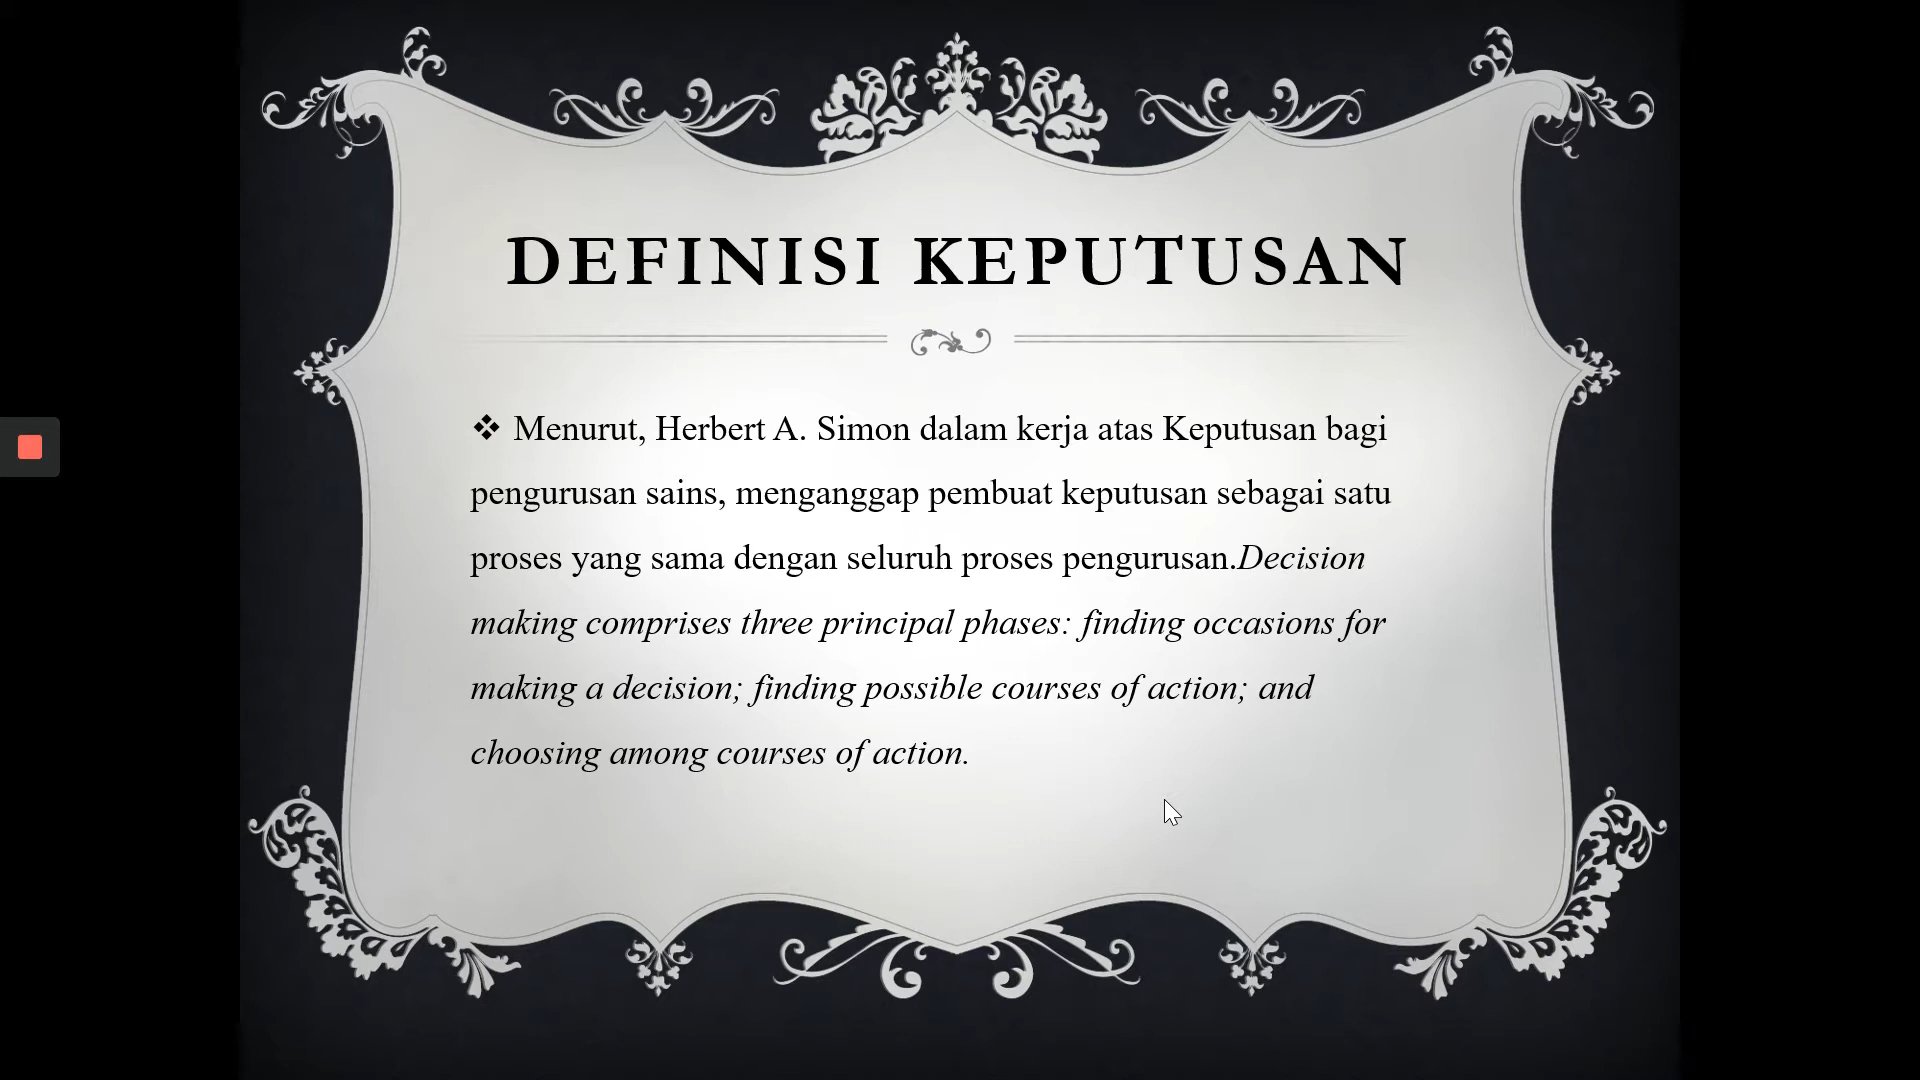 DEFINISI KEPUTUSAN
❖ Menurut, Herbert A. Simon dalam kerja atas Keputusan bagi
pengurusan sains, menganggap pembuat keputusan sebagai satu
proses yang sama dengan seluruh proses pengurusan.Decision
making comprises three principal phases: finding occasions for
making a decision; finding possible courses of action; and
choosing among courses of action.